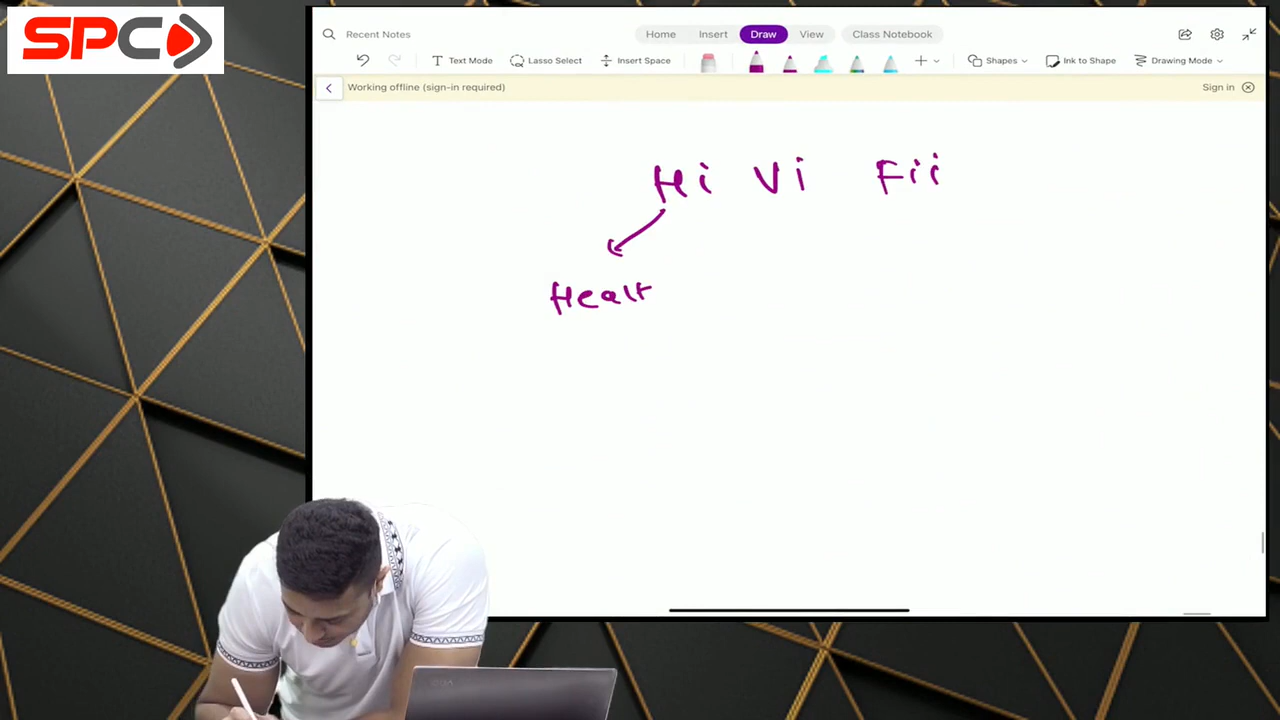 SPC
Recent Notes
Home Insert Draw View Class Notebook
Text Mode Lasso Select Insert Space Shapes Ink to Shape Drawing Mode
Working offline (sign-in required) Sign in
Hi Vi Fii
Healt